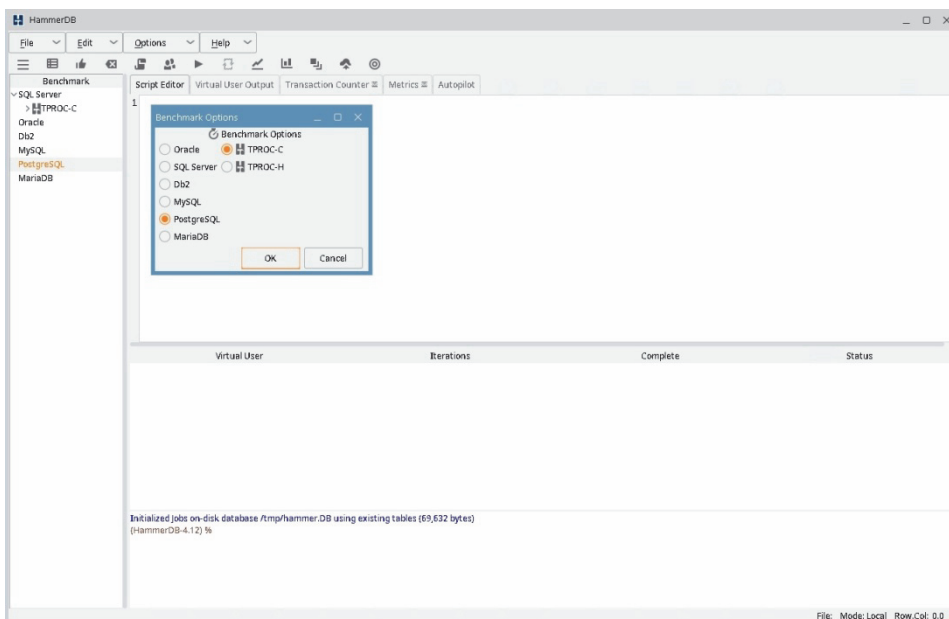 HammerDB
File Edit Options Help
Benchmark
SQL Server
TPROC-C
Oracle
Db2
MySQL
PostgreSQL
MariaDB
Script Editor Virtual User Output Transaction Counter Metrics Autopilot
1
Benchmark Options
Benchmark Options
Oracle TPROC-C
SQL Server TPROC-H
Db2
MySQL
PostgreSQL
MariaDB
OK Cancel
Virtual User Iterations Complete Status
Initialized Jobs on-disk database /tmp/hammer.DB using existing tables (69,632 bytes)
(HammerDB-4.12) %
File: Mode: Local Row.Col: 0.0